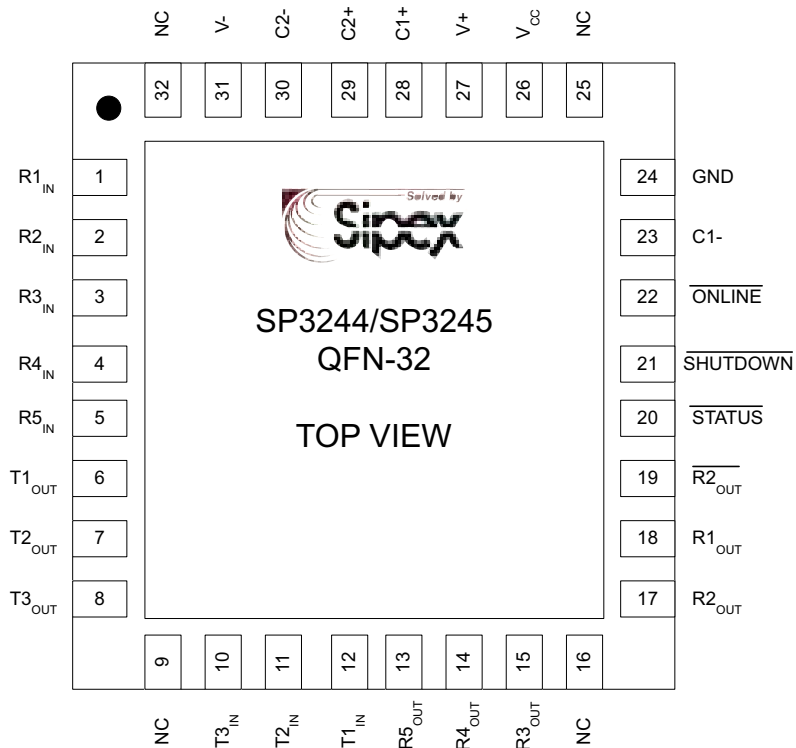 NC V- C2- C2+ C1+ V+ VCC NC
32 31 30 29 28 27 26 25
R1IN 1
R2IN 2
R3IN 3
R4IN 4
R5IN 5
T1OUT 6
T2OUT 7
T3OUT 8
Solved by
Sipex
SP3244/SP3245
QFN-32
TOP VIEW
24 GND
23 C1-
22 ONLINE
21 SHUTDOWN
20 STATUS
19 R2OUT
18 R1OUT
17 R2OUT
9 10 11 12 13 14 15 16
NC T3IN T2IN T1IN R5OUT R4OUT R3OUT NC